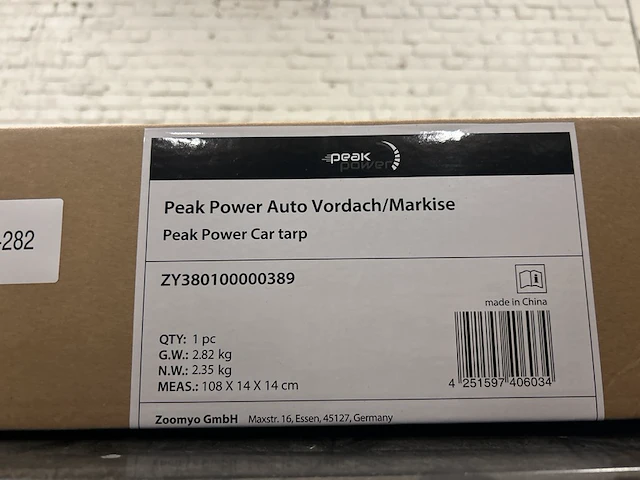 peak
power
Peak Power Auto Vordach/Markise
Peak Power Car tarp
-282
ZY380100000389
made in China
QTY: 1 pc
G.W.: 2.82 kg
N.W.: 2.35 kg
MEAS.: 108 X 14 X 14 cm
4 251597 406034
Zoomyo GmbH Maxstr. 16, Essen, 45127, Germany